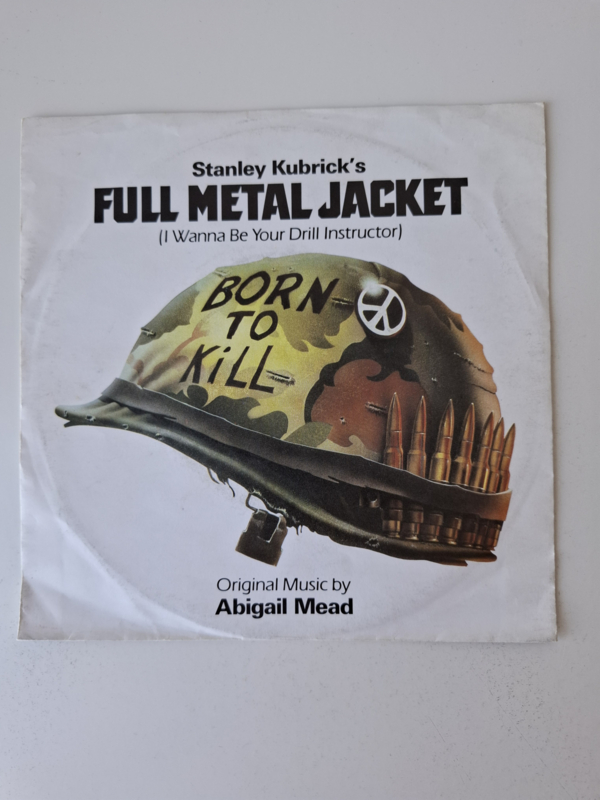 Stanley Kubrick's
FULL METAL JACKET
(I Wanna Be Your Drill Instructor)
BORN
TO
KiLL
Original Music by
Abigail Mead